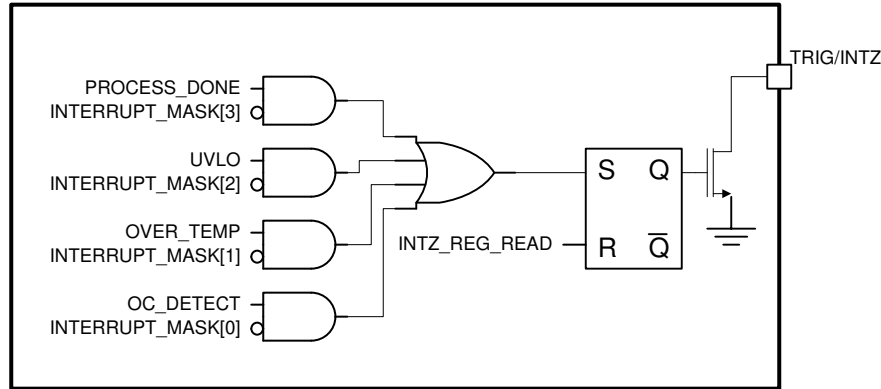 TRIG/INTZ
PROCESS_DONE
INTERRUPT_MASK[3]
UVLO
INTERRUPT_MASK[2]
S Q
OVER_TEMP
INTERRUPT_MASK[1]
INTZ_REG_READ
R Q̅
OC_DETECT
INTERRUPT_MASK[0]